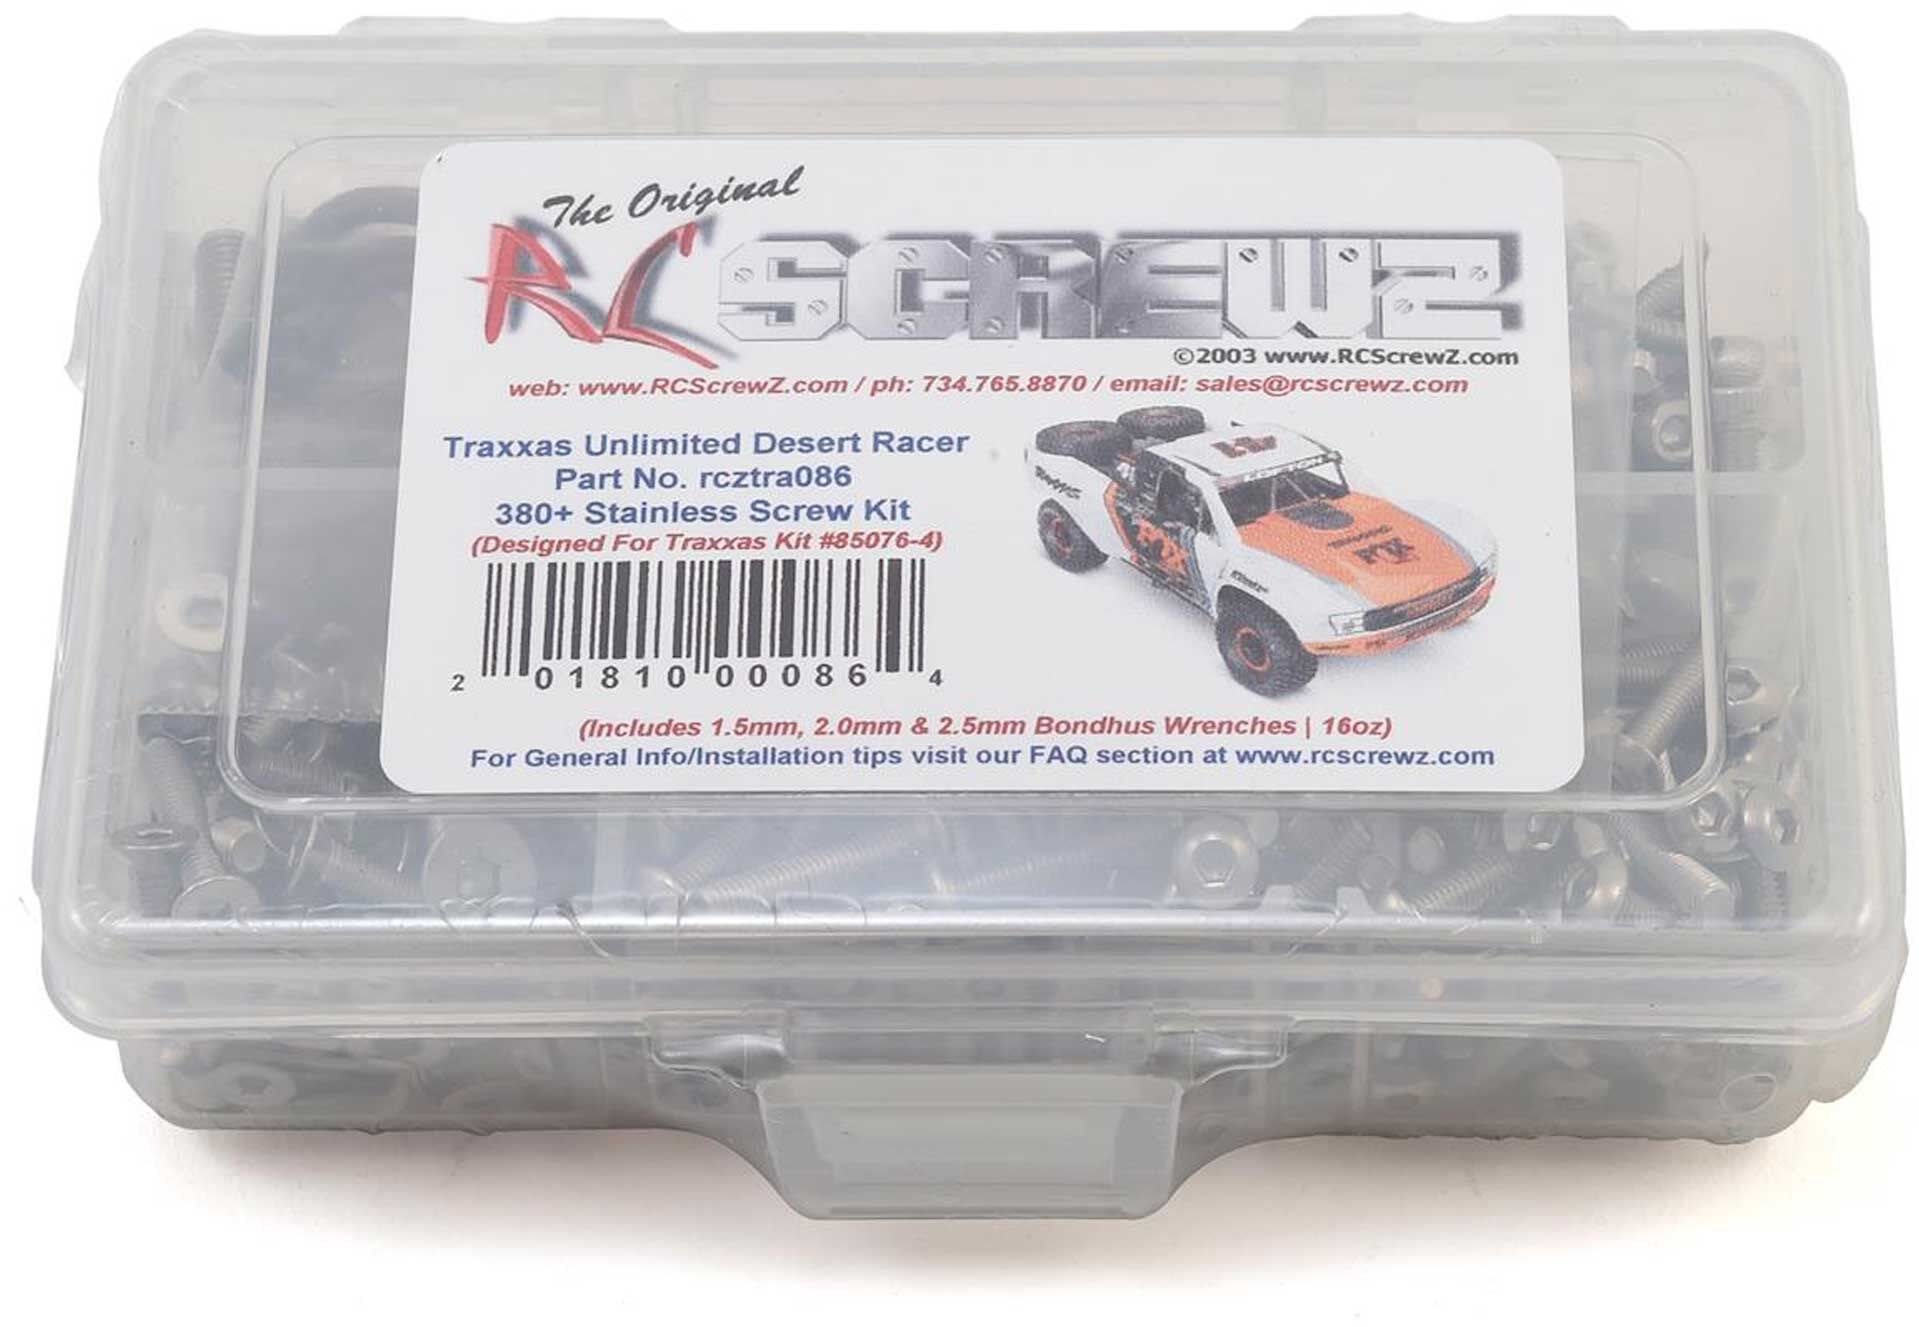 The Original
RC SCREWZ
©2003 www.RCScrewZ.com
web: www.RCScrewZ.com / ph: 734.765.8870 / email: sales@rcscrewz.com
Traxxas Unlimited Desert Racer
Part No. rcztra086
380+ Stainless Screw Kit
(Designed For Traxxas Kit #85076-4)
2 01810 00086 4
TRAXXAS
FOX
FOX
(Includes 1.5mm, 2.0mm & 2.5mm Bondhus Wrenches | 16oz)
For General Info/Installation tips visit our FAQ section at www.rcscrewz.com